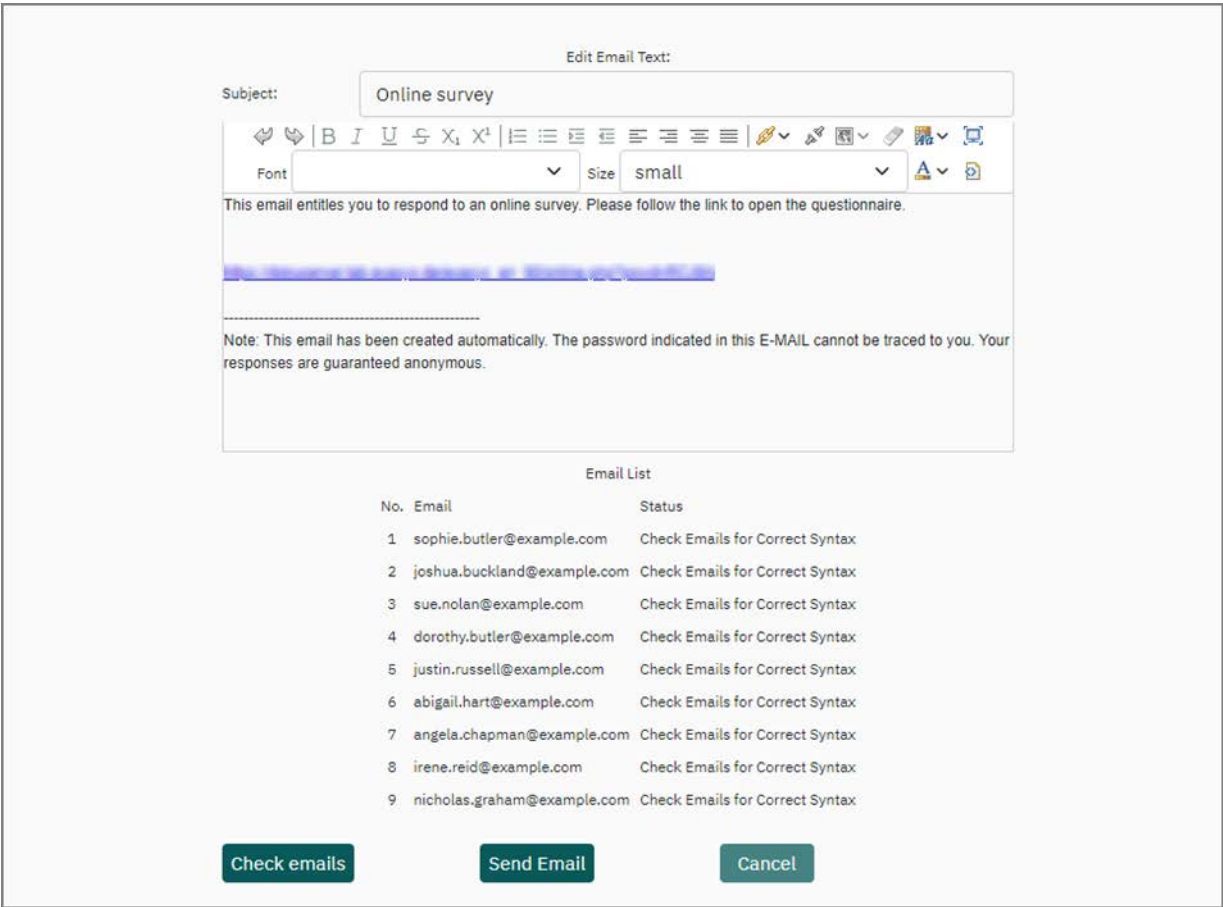 Edit Email Text:
Subject: Online survey
B I U S X₁ X¹
Font Size small A
This email entitles you to respond to an online survey. Please follow the link to open the questionnaire.
--------------------------------------------------
Note: This email has been created automatically. The password indicated in this E-MAIL cannot be traced to you. Your
responses are guaranteed anonymous.
Email List
No. Email Status
1 sophie.butler@example.com Check Emails for Correct Syntax
2 joshua.buckland@example.com Check Emails for Correct Syntax
3 sue.nolan@example.com Check Emails for Correct Syntax
4 dorothy.butler@example.com Check Emails for Correct Syntax
5 justin.russell@example.com Check Emails for Correct Syntax
6 abigail.hart@example.com Check Emails for Correct Syntax
7 angela.chapman@example.com Check Emails for Correct Syntax
8 irene.reid@example.com Check Emails for Correct Syntax
9 nicholas.graham@example.com Check Emails for Correct Syntax
Check emails Send Email Cancel